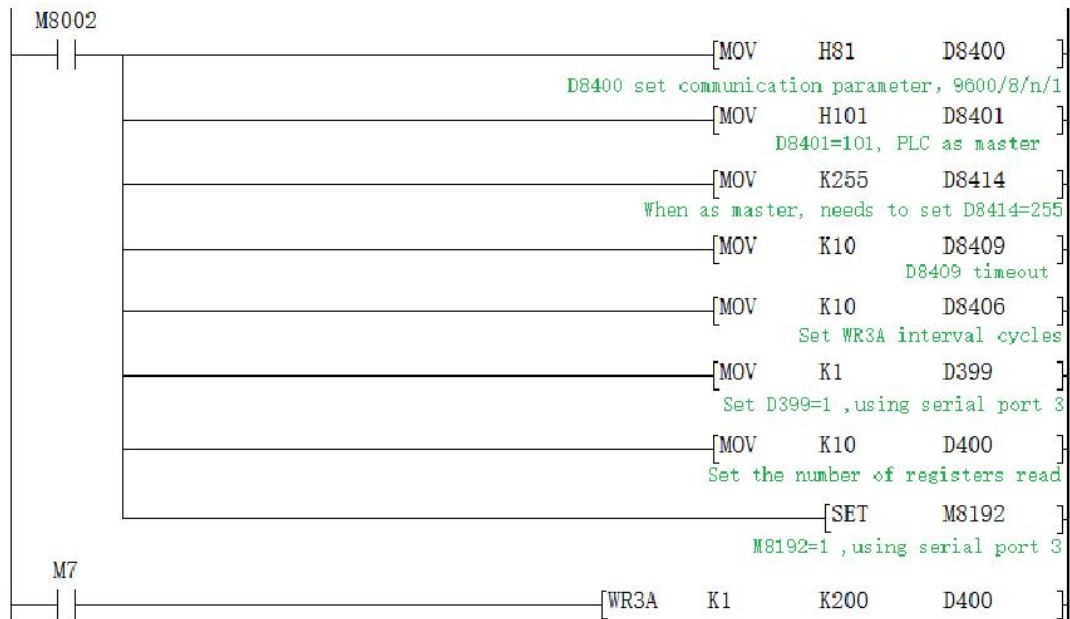 M8002
[MOV H81 D8400 ]
D8400 set communication parameter, 9600/8/n/1
[MOV H101 D8401 ]
D8401=101, PLC as master
[MOV K255 D8414 ]
When as master, needs to set D8414=255
[MOV K10 D8409 ]
D8409 timeout
[MOV K10 D8406 ]
Set WR3A interval cycles
[MOV K1 D399 ]
Set D399=1 ,using serial port 3
[MOV K10 D400 ]
Set the number of registers read
[SET M8192 ]
M8192=1 ,using serial port 3
M7
[WR3A K1 K200 D400 ]